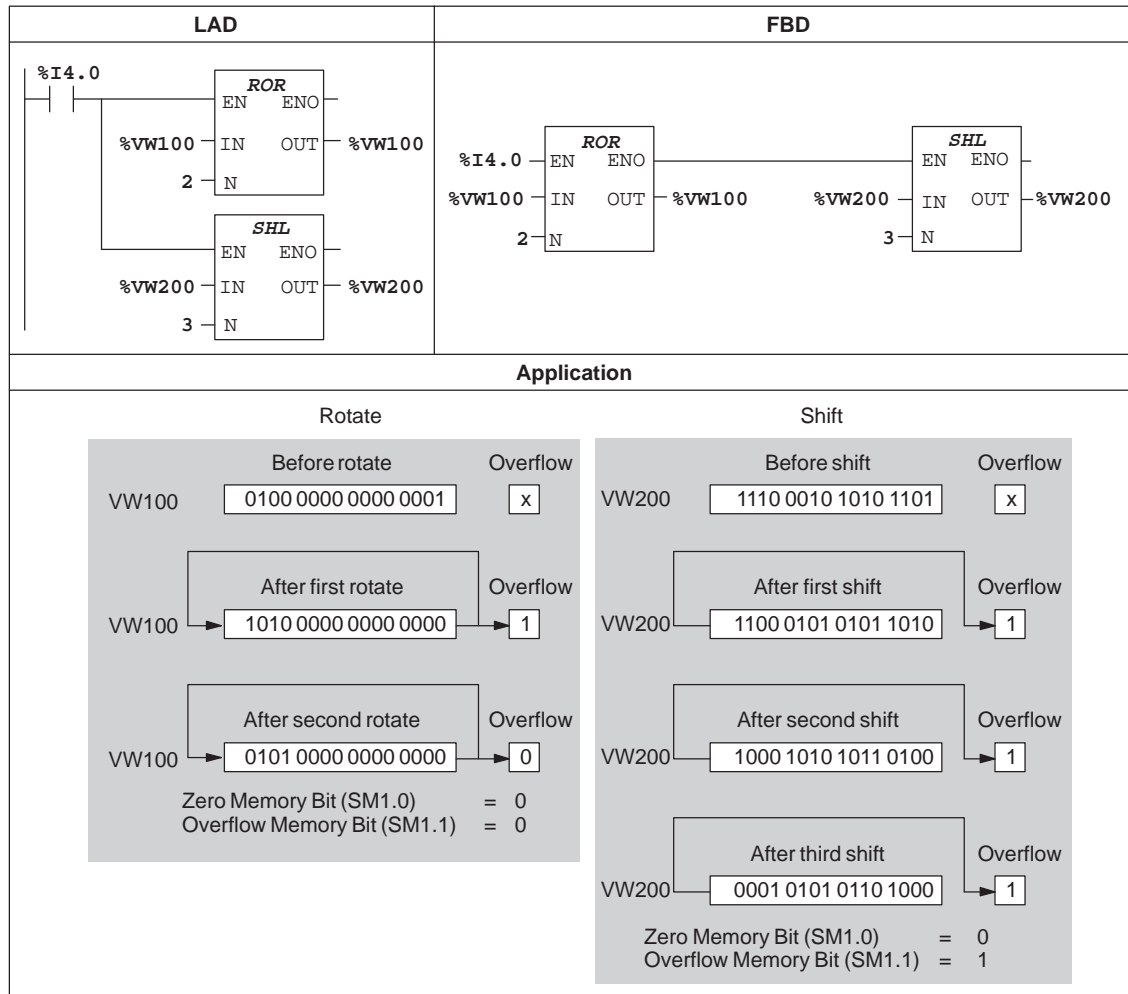 LAD
FBD
%I4.0
ROR
EN ENO
%VW100 IN OUT %VW100
2 N
SHL
EN ENO
%VW200 IN OUT %VW200
3 N
ROR
%I4.0 EN ENO
%VW100 IN OUT %VW100
2 N
SHL
EN ENO
%VW200 IN OUT %VW200
3 N
Application
Rotate
Before rotate Overflow
VW100 0100 0000 0000 0001 x
After first rotate Overflow
VW100 1010 0000 0000 0000 1
After second rotate Overflow
VW100 0101 0000 0000 0000 0
Zero Memory Bit (SM1.0) = 0
Overflow Memory Bit (SM1.1) = 0
Shift
Before shift Overflow
VW200 1110 0010 1010 1101 x
After first shift Overflow
VW200 1100 0101 0101 1010 1
After second shift Overflow
VW200 1000 1010 1011 0100 1
After third shift Overflow
VW200 0001 0101 0110 1000 1
Zero Memory Bit (SM1.0) = 0
Overflow Memory Bit (SM1.1) = 1